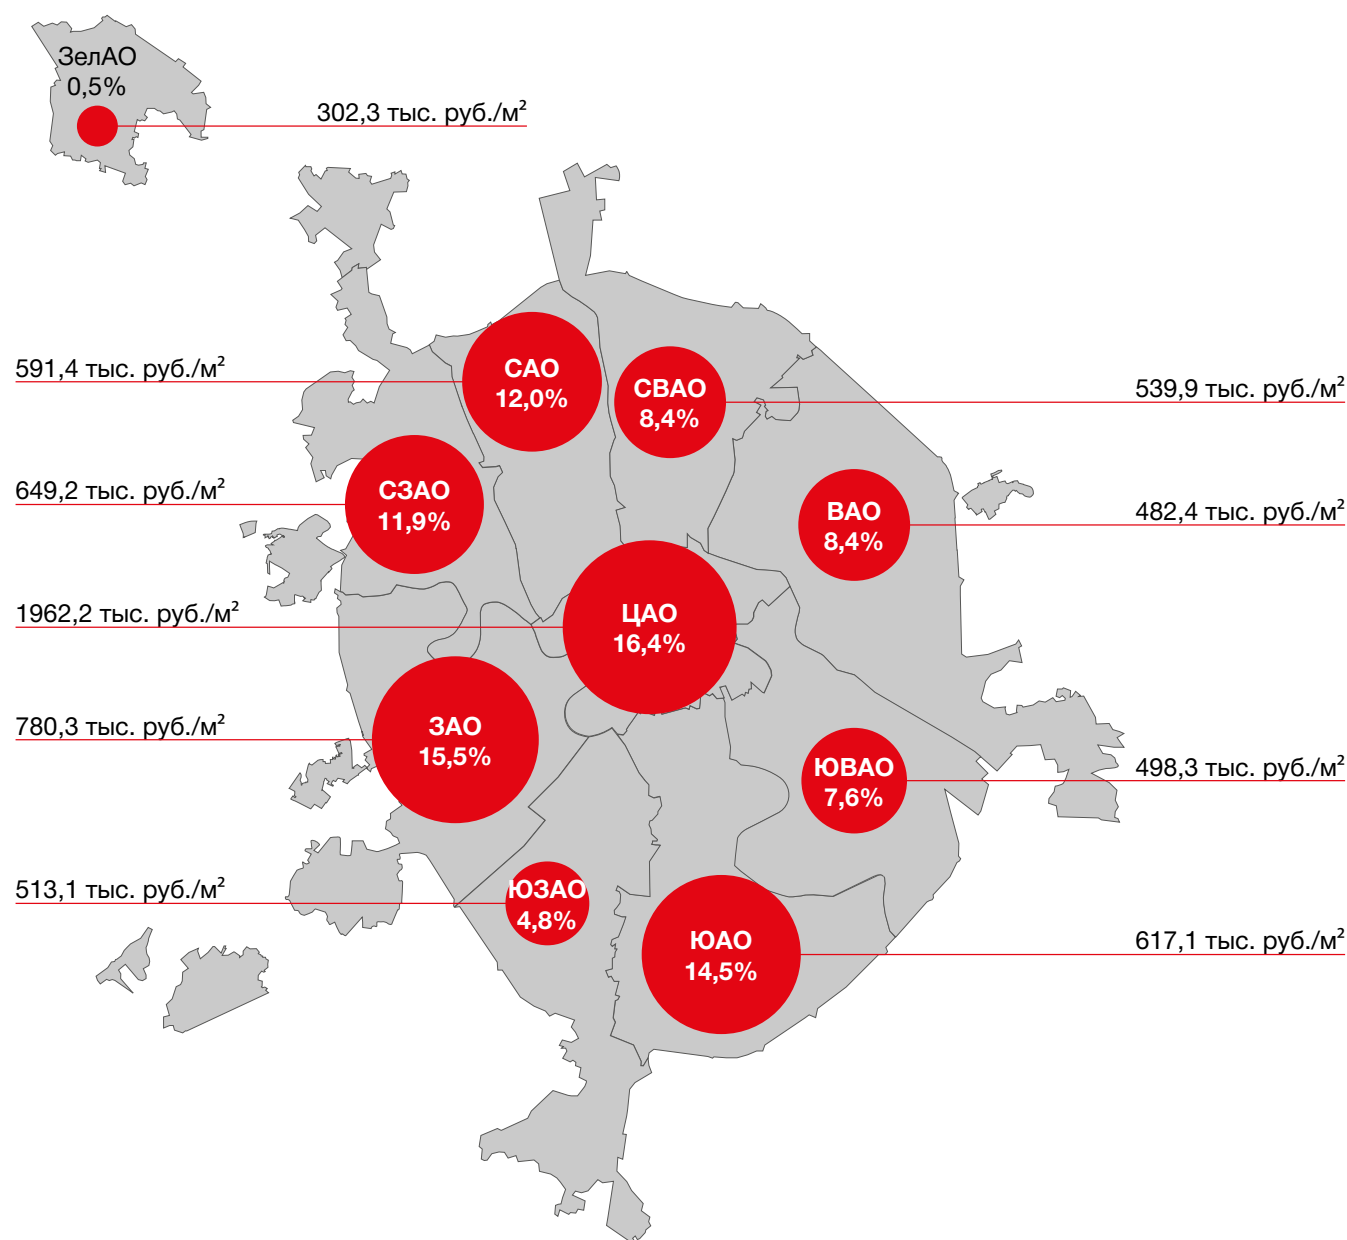 ЗелАО
0,5%
302,3 тыс. руб./м²
591,4 тыс. руб./м²
САО
12,0%
СВАО
8,4%
539,9 тыс. руб./м²
649,2 тыс. руб./м²
СЗАО
11,9%
ВАО
8,4%
482,4 тыс. руб./м²
1962,2 тыс. руб./м²
ЦАО
16,4%
780,3 тыс. руб./м²
ЗАО
15,5%
ЮВАО
7,6%
498,3 тыс. руб./м²
513,1 тыс. руб./м²
ЮЗАО
4,8%
ЮАО
14,5%
617,1 тыс. руб./м²